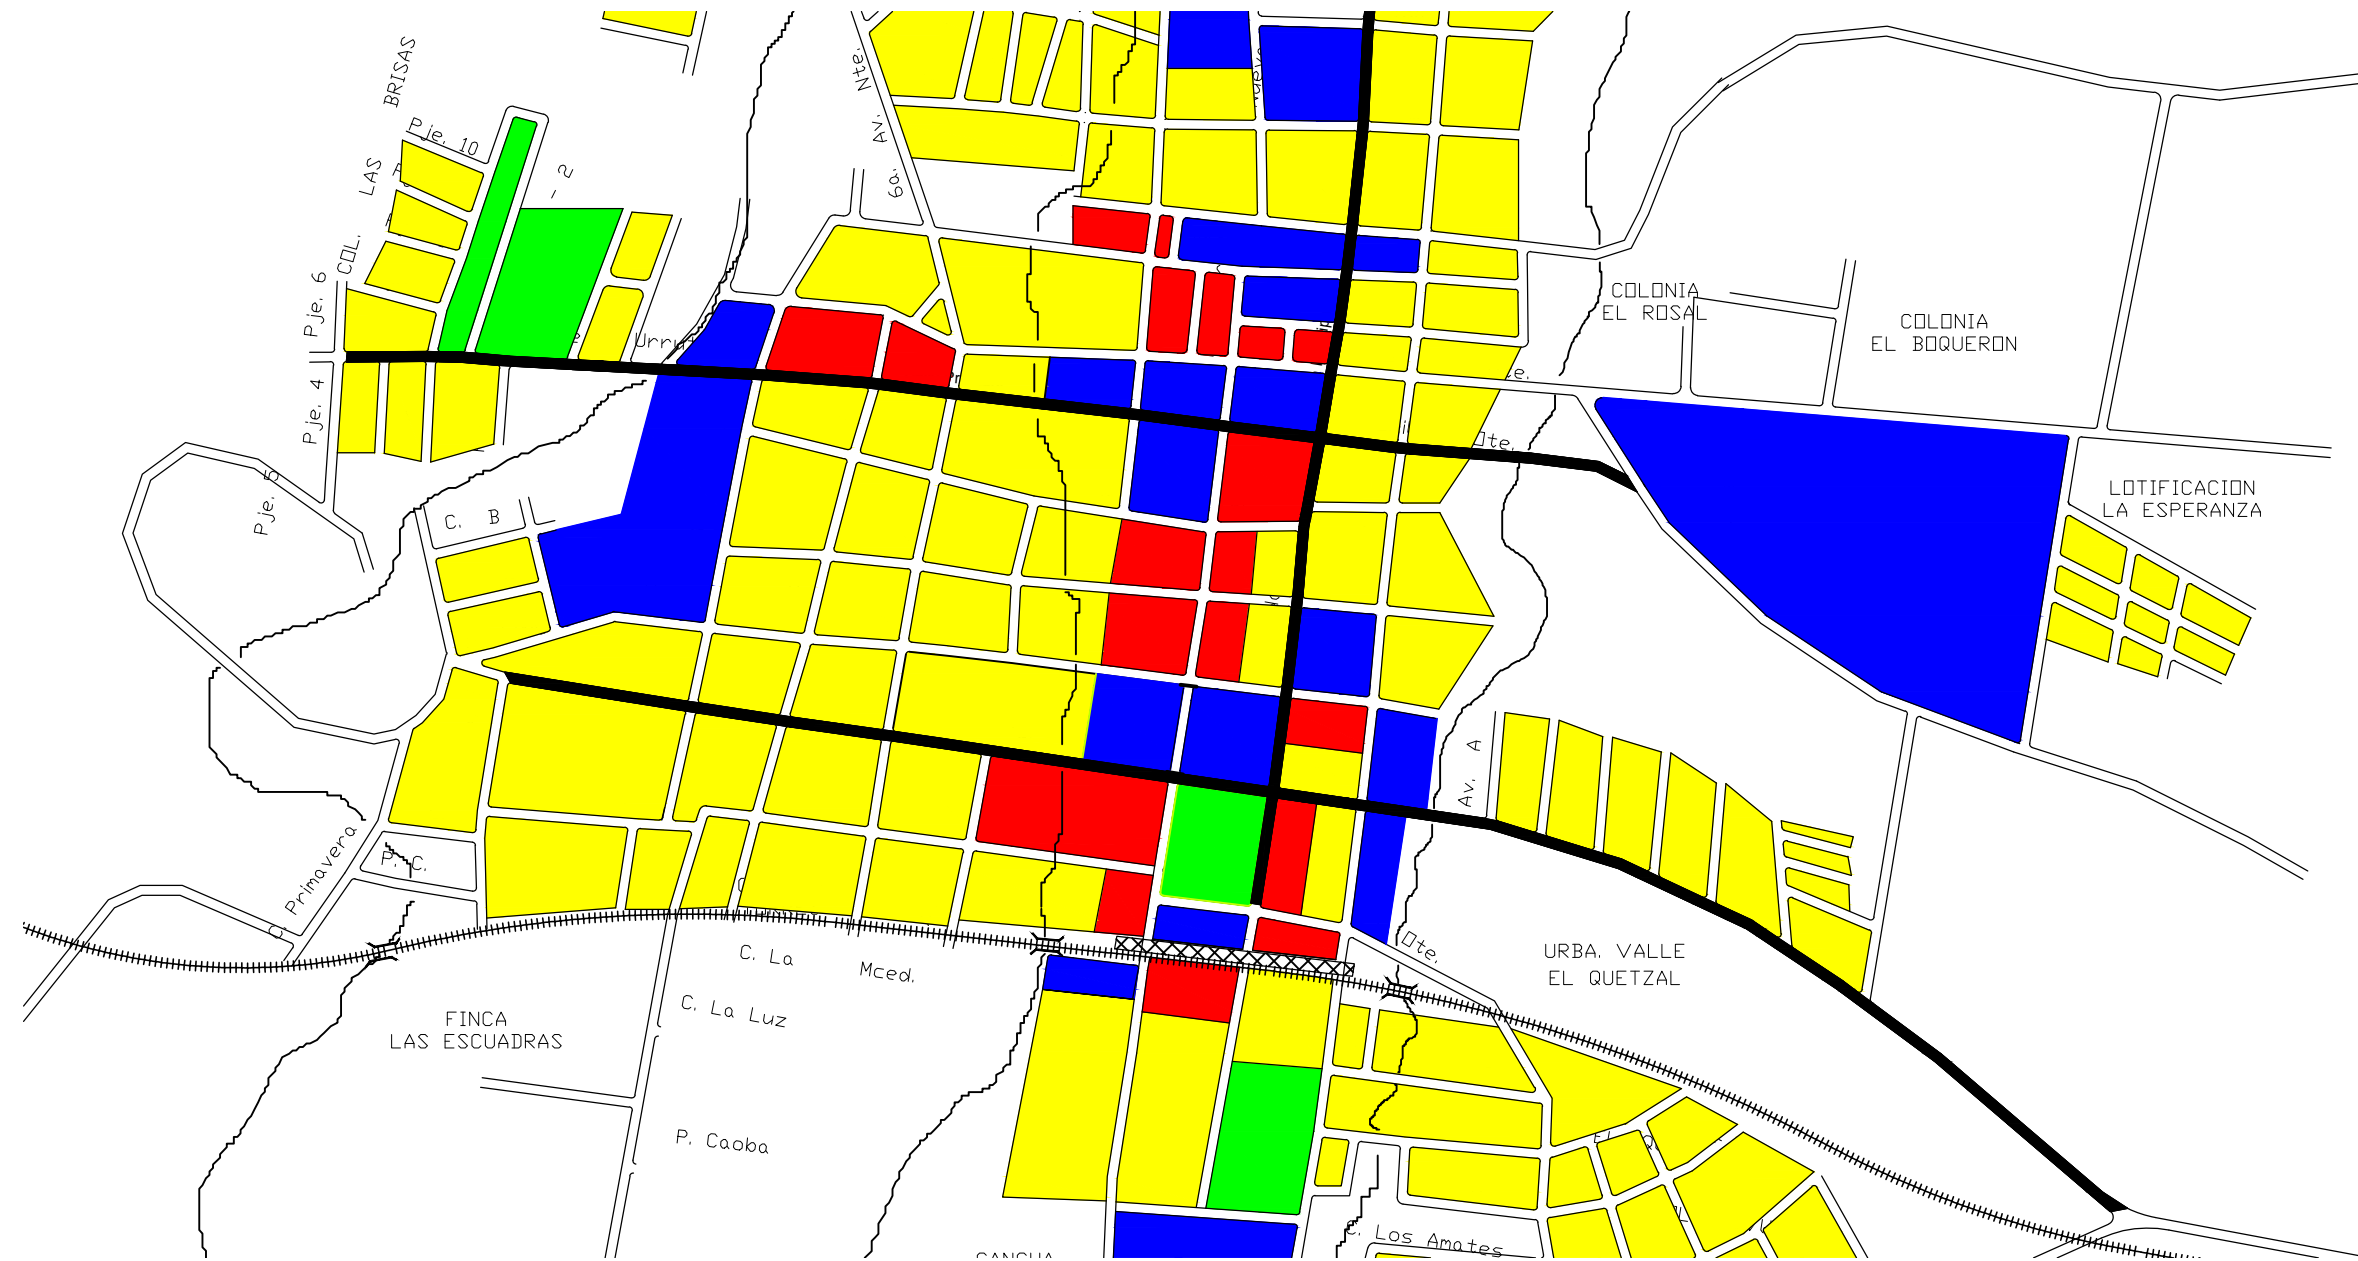 BRISAS
LAS
COL.
Pje. 10
- 2
Pje. 6
Pje. 4
Pje. 5
Av. Nte.
6a.
COLONIA
EL ROSAL
COLONIA
EL BOQUERON
LOTIFICACION
LA ESPERANZA
Ote.
C. B
Av. A
C. Primavera
P. C.
Ote.
URBA. VALLE
EL QUETZAL
C. La Mced.
C. La Luz
FINCA
LAS ESCUADRAS
P. Caoba
C. Los Amates